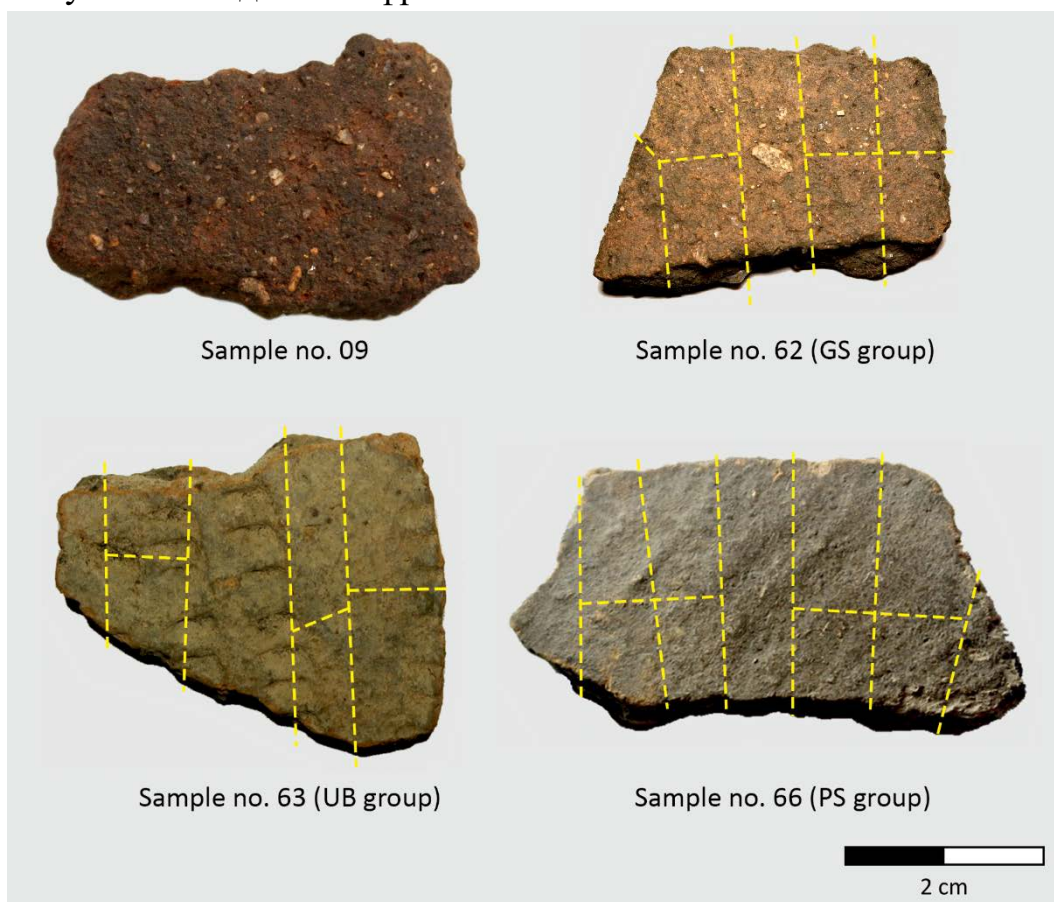 Sample no. 09
Sample no. 62 (GS group)
Sample no. 63 (UB group)
Sample no. 66 (PS group)
2 cm